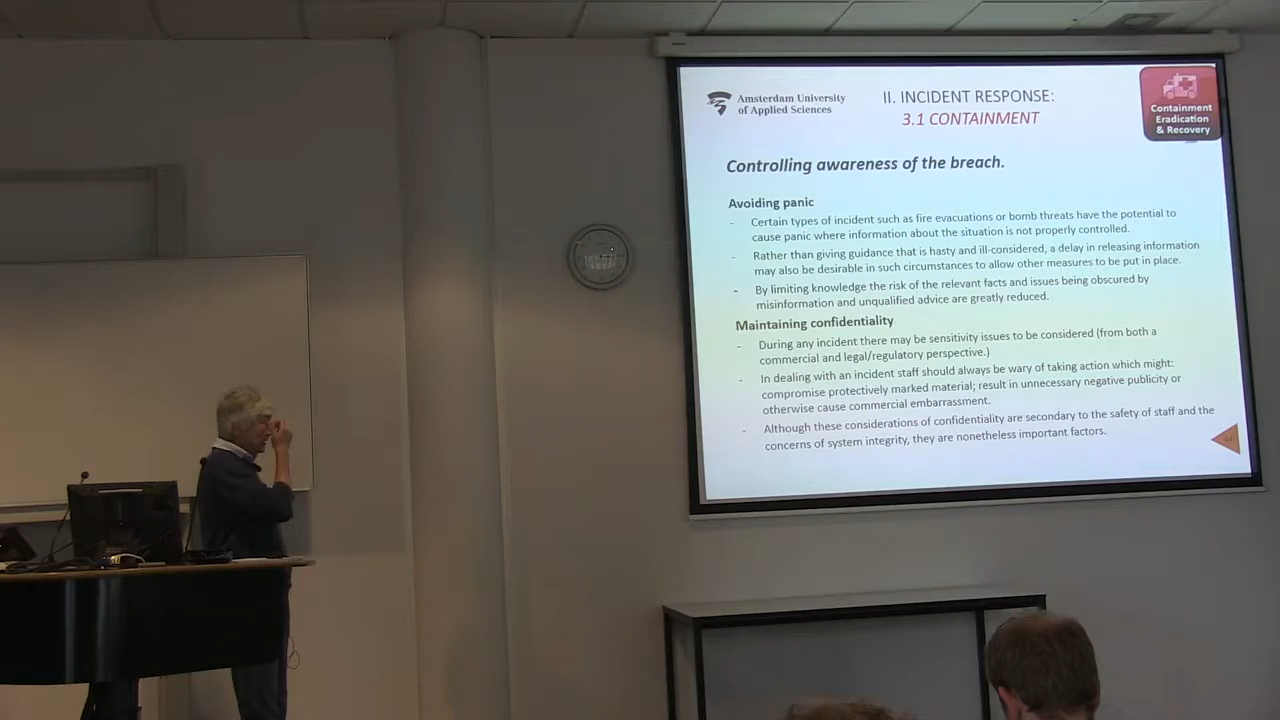 Amsterdam University
of Applied Sciences
II. INCIDENT RESPONSE:
3.1 CONTAINMENT
Containment
Eradication
& Recovery
Controlling awareness of the breach.
Avoiding panic
- Certain types of incident such as fire evacuations or bomb threats have the potential to
cause panic where information about the situation is not properly controlled.
- Rather than giving guidance that is hasty and ill-considered, a delay in releasing information
may also be desirable in such circumstances to allow other measures to be put in place.
- By limiting knowledge the risk of the relevant facts and issues being obscured by
misinformation and unqualified advice are greatly reduced.
Maintaining confidentiality
- During any incident there may be sensitivity issues to be considered (from both a
commercial and legal/regulatory perspective.)
- In dealing with an incident staff should always be wary of taking action which might:
compromise protectively marked material; result in unnecessary negative publicity or
otherwise cause commercial embarrassment.
- Although these considerations of confidentiality are secondary to the safety of staff and the
concerns of system integrity, they are nonetheless important factors.